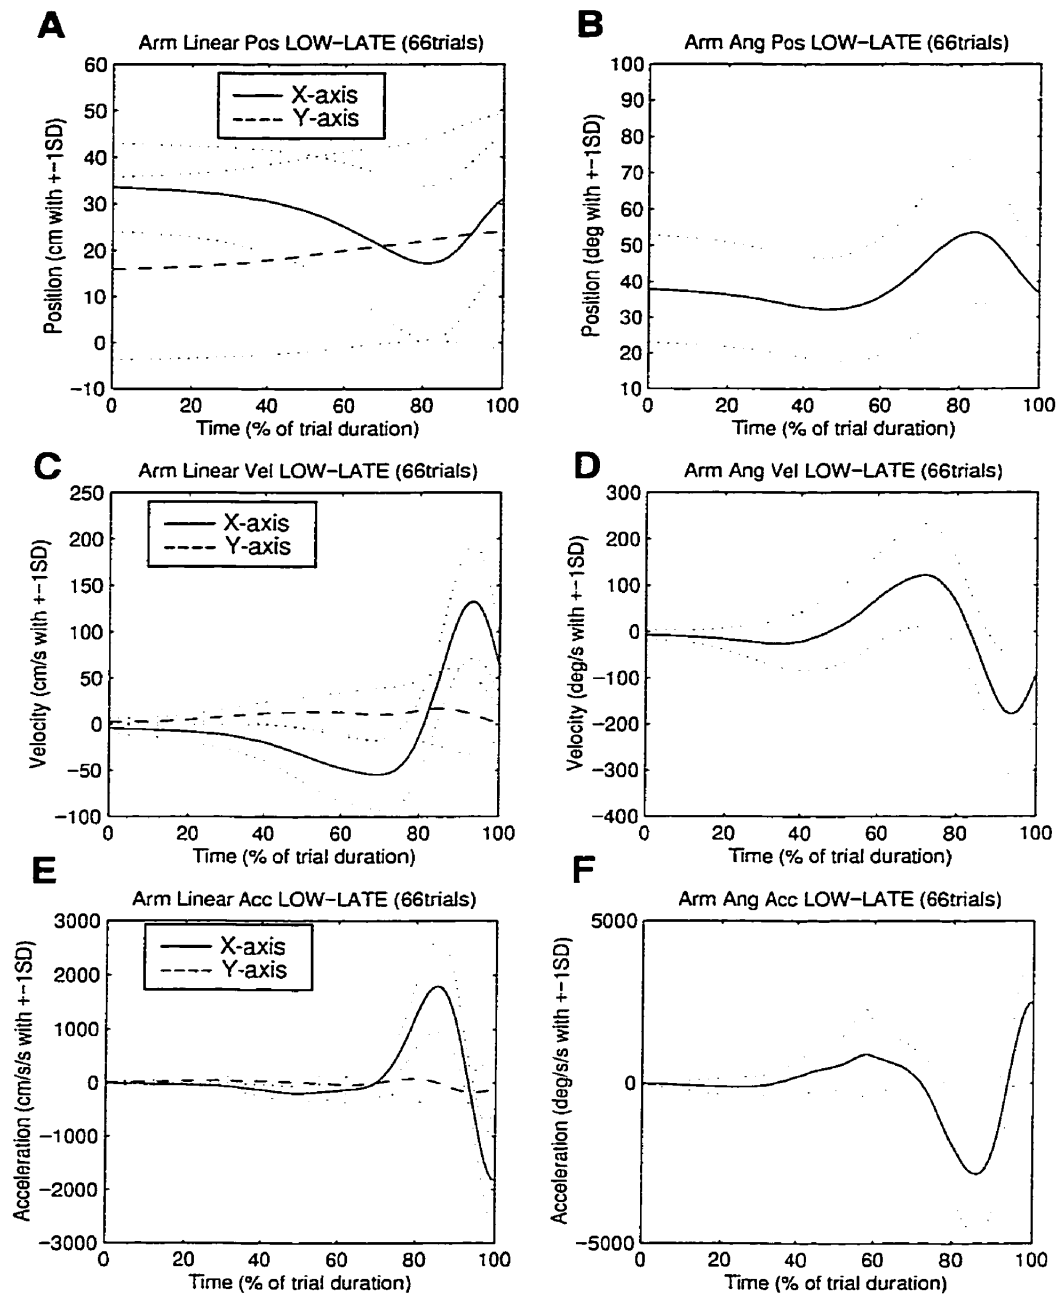 A
Arm Linear Pos LOW-LATE (66trials)
Position (cm with +-1SD)
60
50
40
30
20
10
0
-10
X-axis
Y-axis
0 20 40 60 80 100
Time (% of trial duration)
B
Arm Ang Pos LOW-LATE (66trials)
Position (deg with +-1SD)
100
90
80
70
60
50
40
30
20
10
0 20 40 60 80 100
Time (% of trial duration)
C
Arm Linear Vel LOW-LATE (66trials)
Velocity (cm/s with +-1SD)
250
200
150
100
50
0
-50
-100
X-axis
Y-axis
0 20 40 60 80 100
Time (% of trial duration)
D
Arm Ang Vel LOW-LATE (66trials)
Velocity (deg/s with +-1SD)
300
200
100
0
-100
-200
-300
-400
0 20 40 60 80 100
Time (% of trial duration)
E
Arm Linear Acc LOW-LATE (66trials)
Acceleration (cm/s/s with +-1SD)
3000
2000
1000
0
-1000
-2000
-3000
X-axis
Y-axis
0 20 40 60 80 100
Time (% of trial duration)
F
Arm Ang Acc LOW-LATE (66trials)
Acceleration (deg/s/s with +-1SD)
5000
0
-5000
0 20 40 60 80 100
Time (% of trial duration)